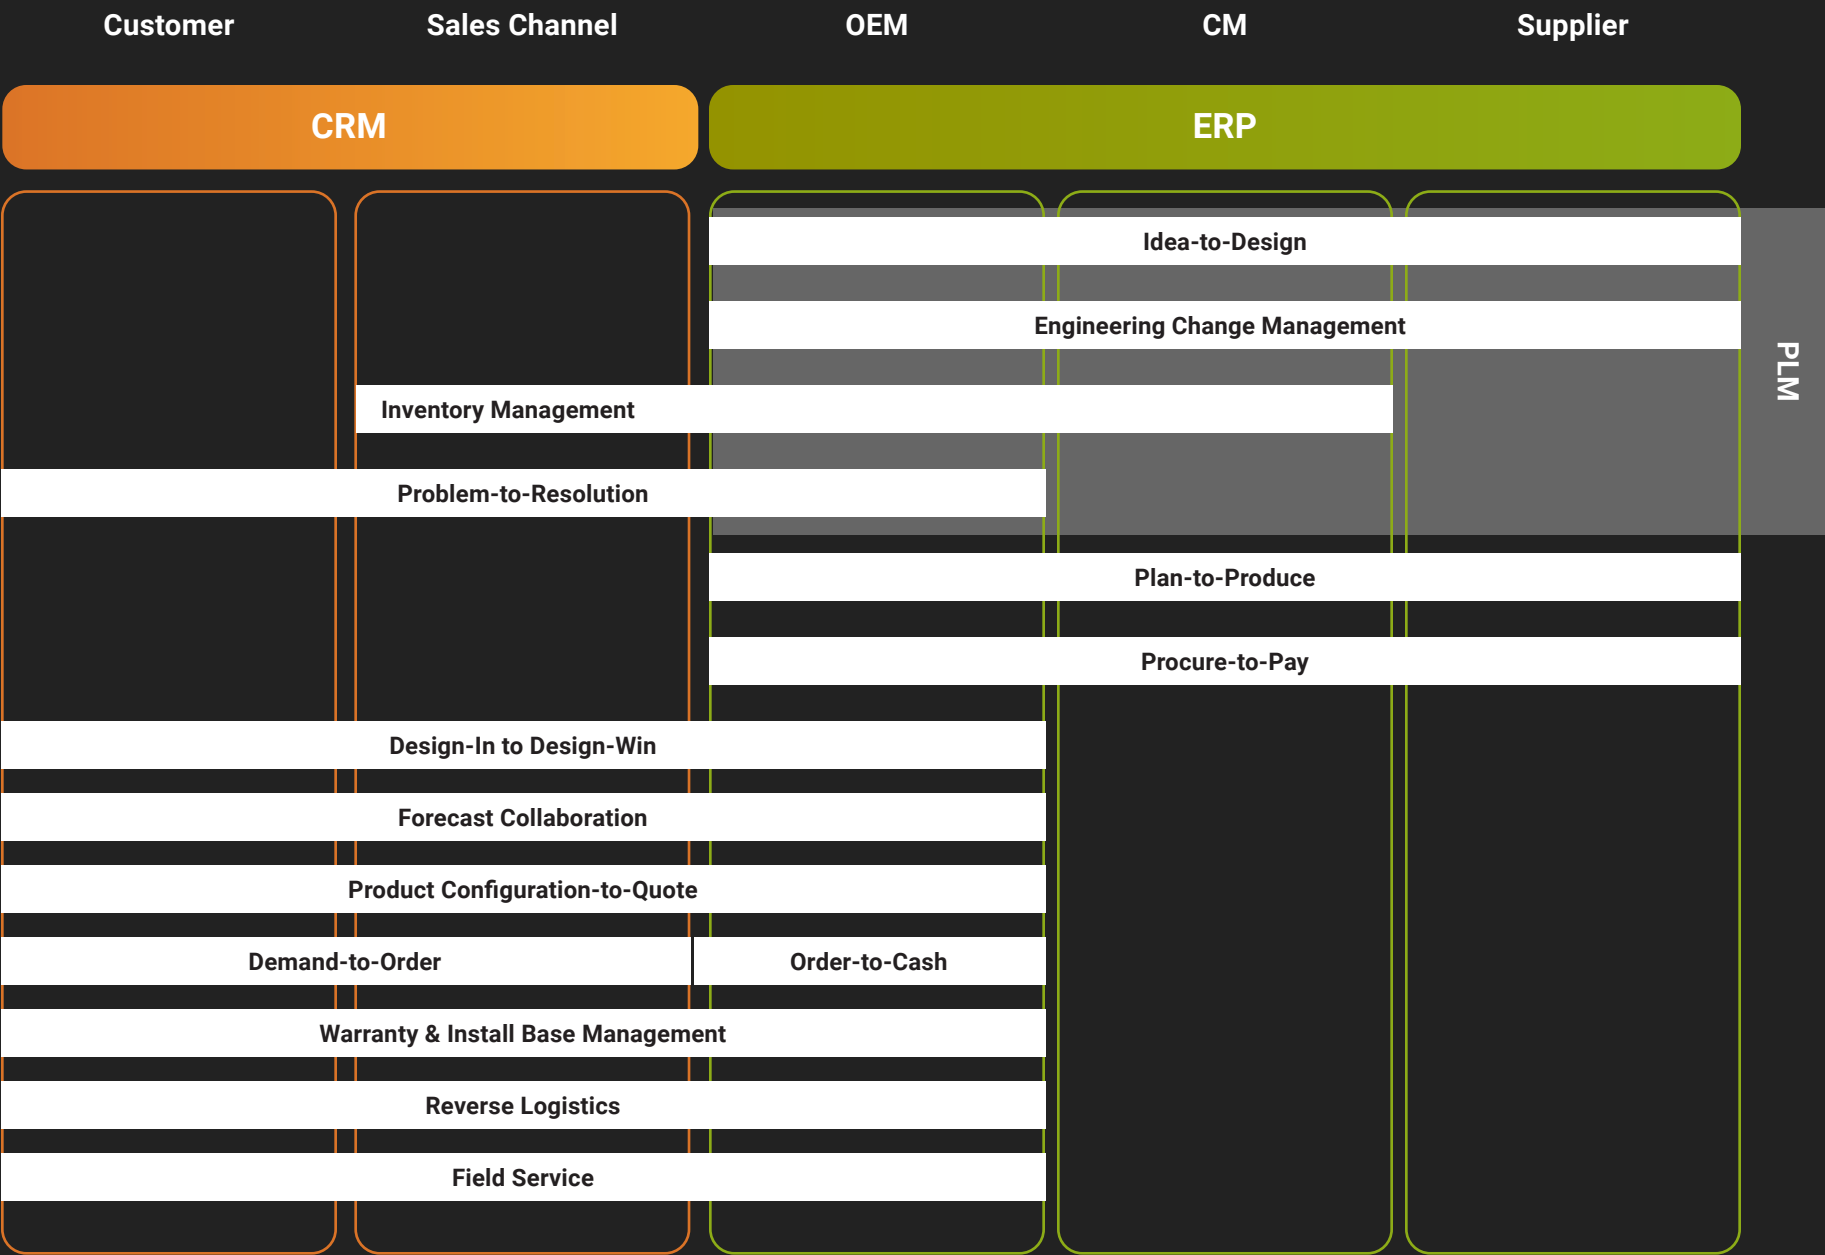 Customer
Sales Channel
OEM
CM
Supplier
CRM
ERP
Idea-to-Design
Engineering Change Management
PLM
Inventory Management
Problem-to-Resolution
Plan-to-Produce
Procure-to-Pay
Design-In to Design-Win
Forecast Collaboration
Product Configuration-to-Quote
Demand-to-Order
Order-to-Cash
Warranty & Install Base Management
Reverse Logistics
Field Service